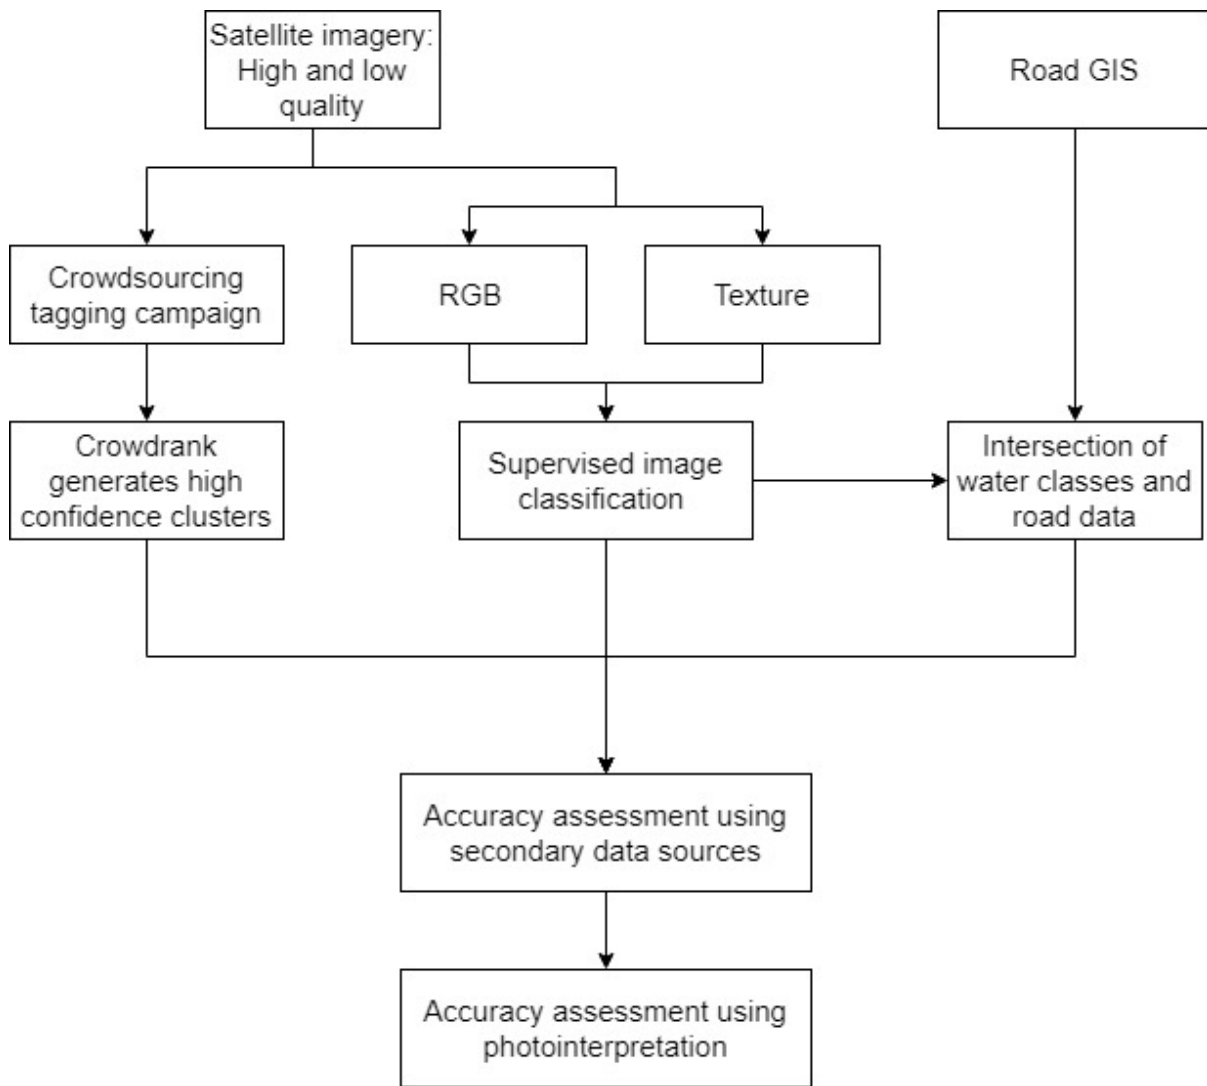 Satellite imagery:
High and low
quality
Road GIS
Crowdsourcing
tagging campaign
RGB
Texture
Crowdrank
generates high
confidence clusters
Supervised image
classification
Intersection of
water classes and
road data
Accuracy assessment using
secondary data sources
Accuracy assessment using
photointerpretation